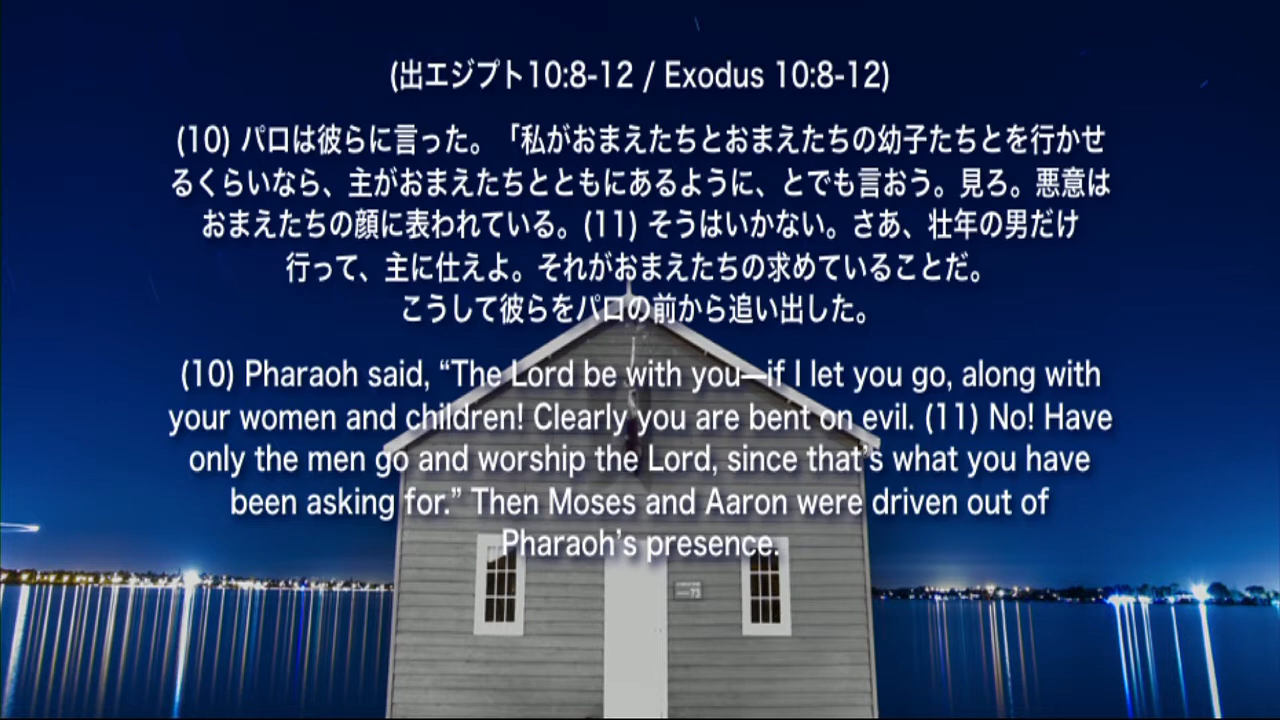 (出エジプト10:8-12 / Exodus 10:8-12)
(10) パロは彼らに言った。「私がおまえたちとおまえたちの幼子たちとを行かせ
るくらいなら、主がおまえたちとともにあるように、とでも言おう。見ろ。悪意は
おまえたちの顔に表われている。(11) そうはいかない。さあ、壮年の男だけ
行って、主に仕えよ。それがおまえたちの求めていることだ。
こうして彼らをパロの前から追い出した。
(10) Pharaoh said, “The Lord be with you—if I let you go, along with
your women and children! Clearly you are bent on evil. (11) No! Have
only the men go and worship the Lord, since that’s what you have
been asking for.” Then Moses and Aaron were driven out of
Pharaoh’s presence.